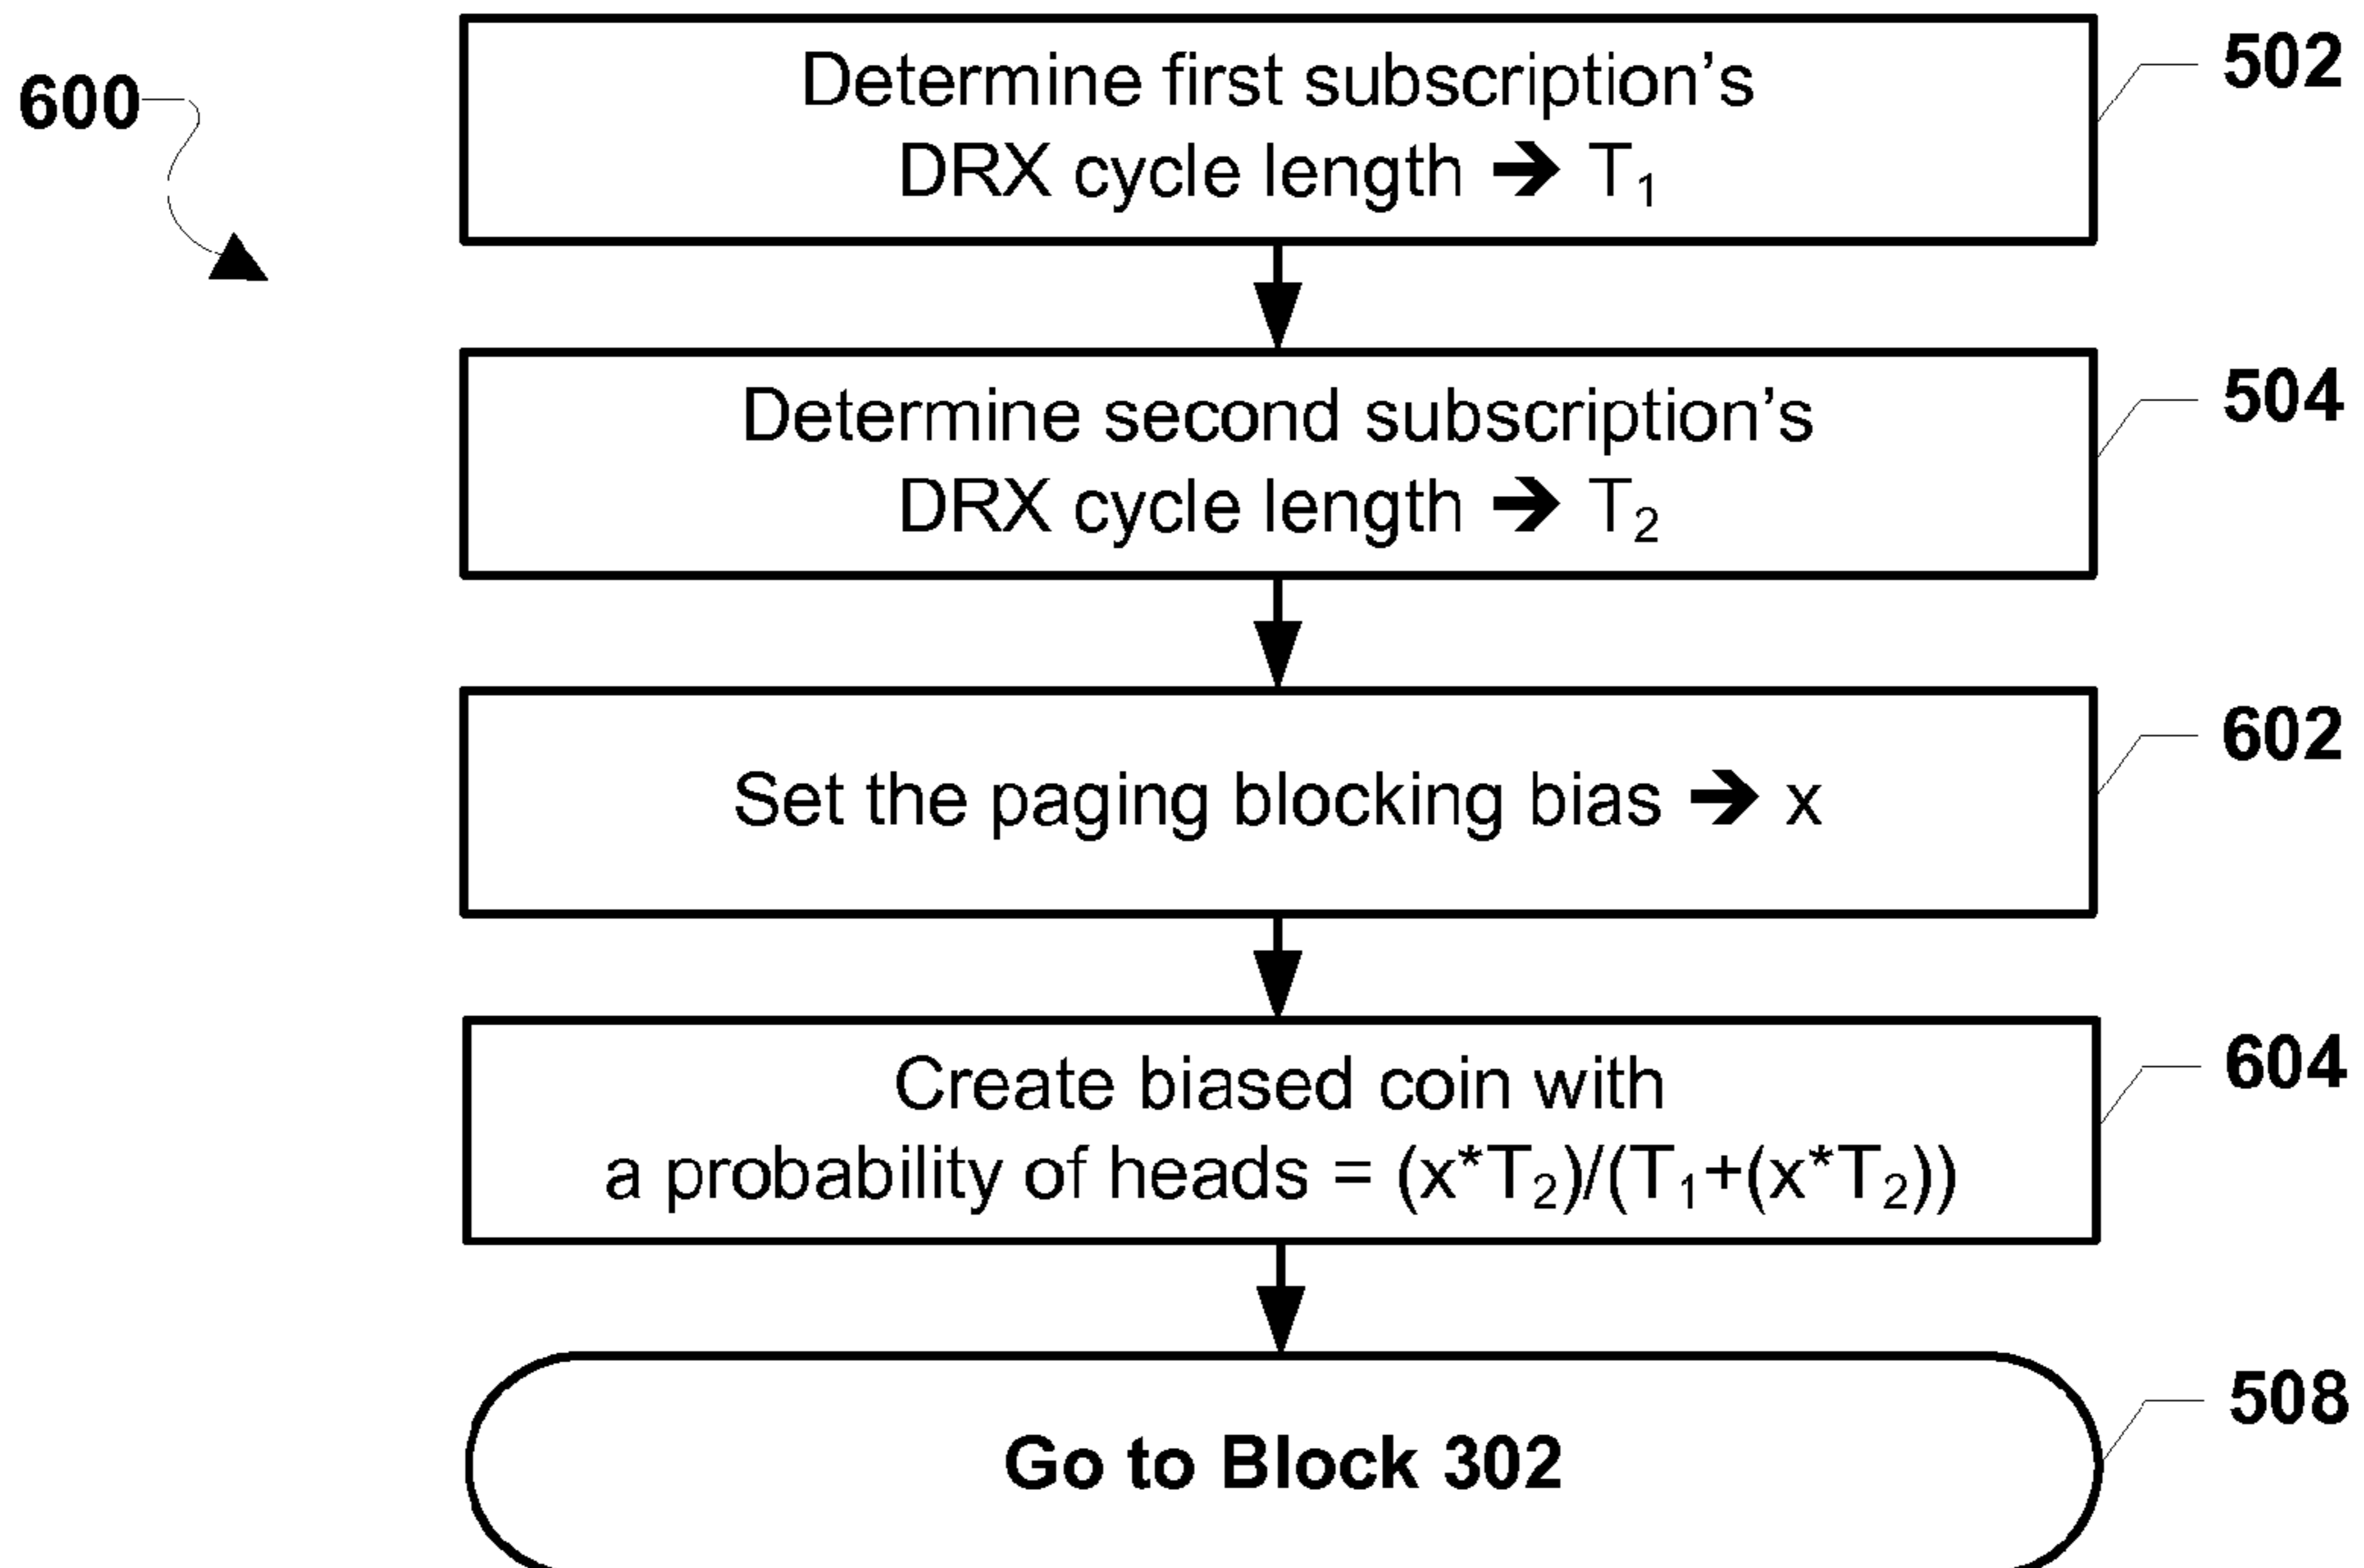 600
Determine first subscription's
DRX cycle length ➔ T₁
502
Determine second subscription's
DRX cycle length ➔ T₂
504
Set the paging blocking bias ➔ x
602
Create biased coin with
a probability of heads = (x*T₂)/(T₁+(x*T₂))
604
Go to Block 302
508